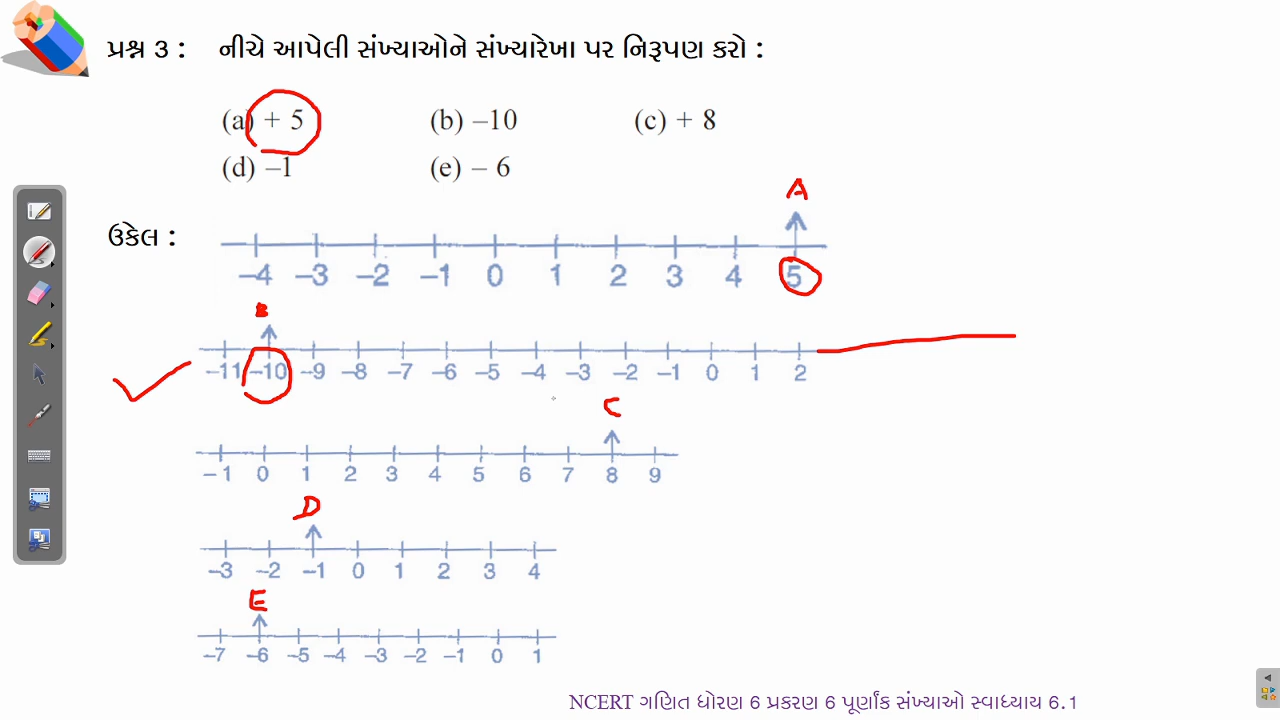 પ્રશ્ન 3 : નીચે આપેલી સંખ્યાઓને સંખ્યારેખા પર નિરૂપણ કરો :
(a) + 5 (b) –10 (c) + 8
(d) –1 (e) – 6
A
ઉકેલ :
–4 –3 –2 –1 0 1 2 3 4 5
B
–11 –10 –9 –8 –7 –6 –5 –4 –3 –2 –1 0 1 2
C
–1 0 1 2 3 4 5 6 7 8 9
D
–3 –2 –1 0 1 2 3 4
E
–7 –6 –5 –4 –3 –2 –1 0 1
NCERT ગણિત ધોરણ 6 પ્રકરણ 6 પૂર્ણાંક સંખ્યાઓ સ્વાધ્યાય 6.1